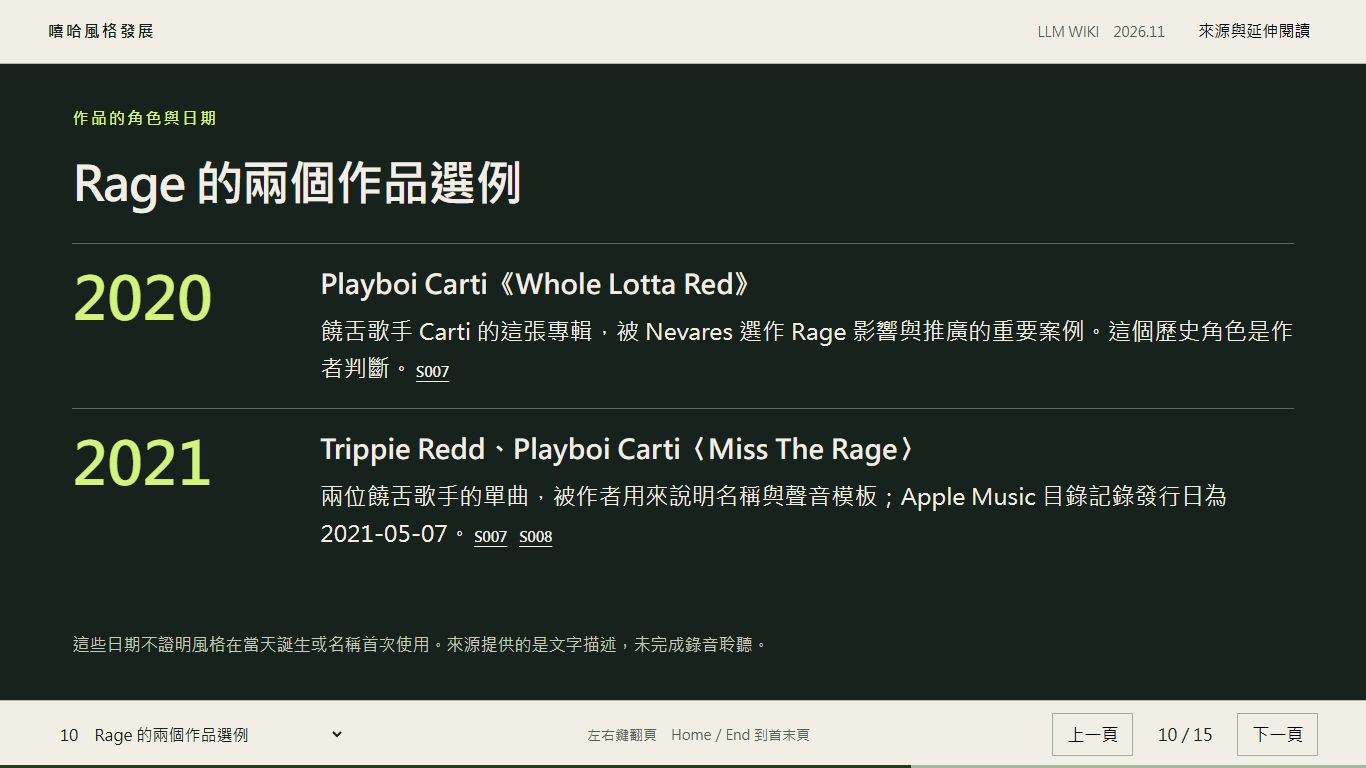 嘻哈風格發展
LLM WIKI 2026.11 來源與延伸閱讀
作品的角色與日期
Rage 的兩個作品選例
2020
Playboi Carti《Whole Lotta Red》
饒舌歌手 Carti 的這張專輯，被 Nevares 選作 Rage 影響與推廣的重要案例。這個歷史角色是作
者判斷。 S007
2021
Trippie Redd、Playboi Carti〈Miss The Rage〉
兩位饒舌歌手的單曲，被作者用來說明名稱與聲音模板；Apple Music 目錄記錄發行日為
2021-05-07。 S007 S008
這些日期不證明風格在當天誕生或名稱首次使用。來源提供的是文字描述，未完成錄音聆聽。
10 Rage 的兩個作品選例
左右鍵翻頁 Home / End 到首末頁
上一頁 10 / 15 下一頁